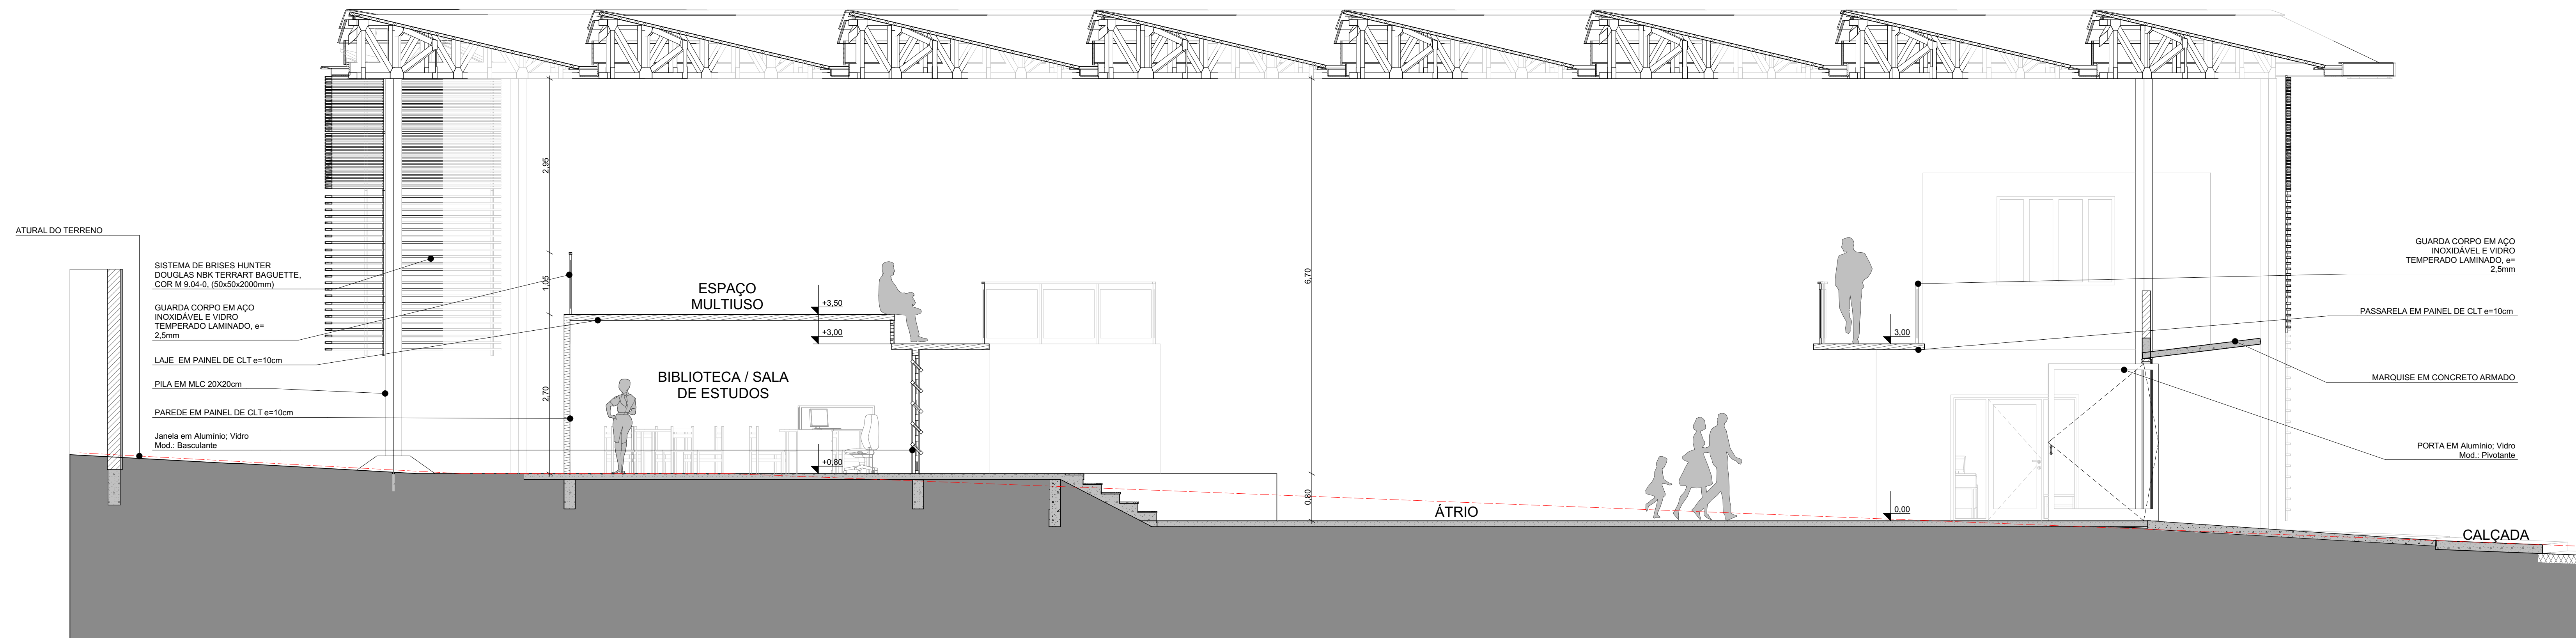 ATURAL DO TERRENO
SISTEMA DE BRISES HUNTER
DOUGLAS NBK TERRART BAGUETTE,
COR M 9.04-0, (50x50x2000mm)
GUARDA CORPO EM AÇO
INOXIDÁVEL E VIDRO
TEMPERADO LAMINADO, e=
2,5mm
LAJE EM PAINEL DE CLT e=10cm
PILA EM MLC 20X20cm
PAREDE EM PAINEL DE CLT e=10cm
Janela em Alumínio; Vidro
Mod.: Basculante
2,95
1,05
2,70
ESPAÇO
MULTIUSO
+3,50
+3,00
BIBLIOTECA / SALA
DE ESTUDOS
+0,80
6,70
0,80
ÁTRIO
3,00
0,00
GUARDA CORPO EM AÇO
INOXIDÁVEL E VIDRO
TEMPERADO LAMINADO, e=
2,5mm
PASSARELA EM PAINEL DE CLT e=10cm
MARQUISE EM CONCRETO ARMADO
PORTA EM Alumínio; Vidro
Mod.: Pivotante
CALÇADA